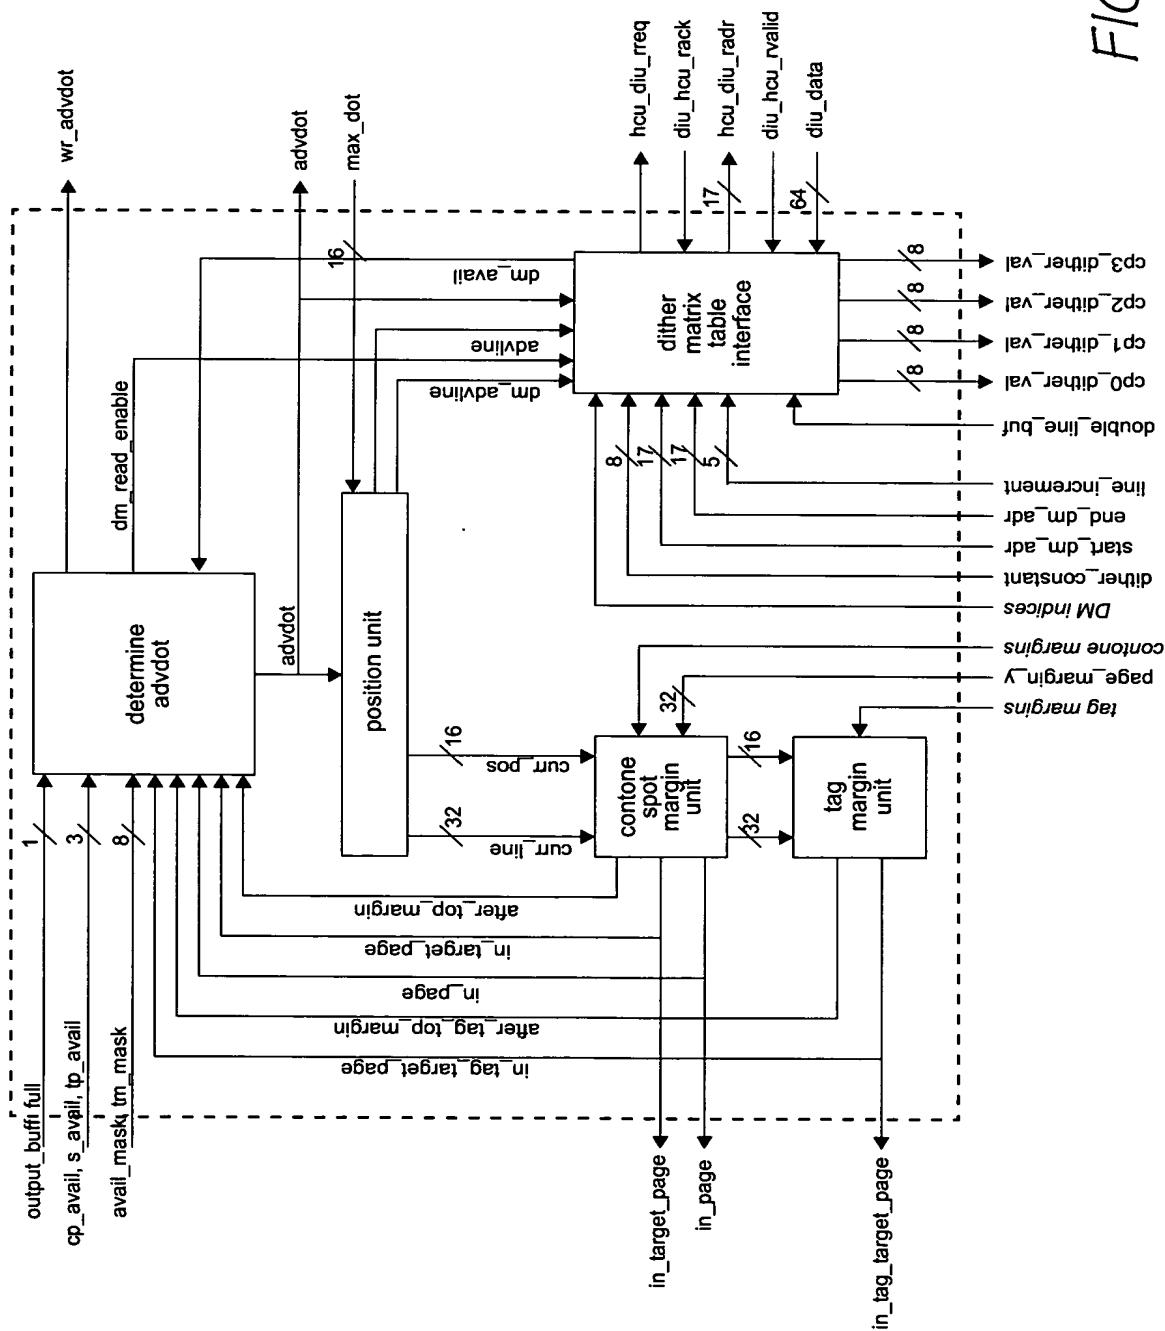 FIG
wr_advdot
advdot
max_dot
hcu_diu_rreq
diu_hcu_rack
hcu_diu_radr
diu_hcu_rvalid
diu_data
16
17
64
dm_avail
advline
dm_advline
dm_read_enable
determine
advdot
advdot
position unit
dither
matrix
table
interface
8
8
8
8
cp3_dither_val
cp2_dither_val
cp1_dither_val
cp0_dither_val
double_line_buf
line_increment
end_dm_adr
start_dm_adr
dither_constant
DM indices
contone margins
page_margin_y
tag margins
8
17
17
5
32
16
curr_pos
32
curr_line
contone
spot
margin
unit
16
32
tag
margin
unit
1
3
8
output_buff_full
cp_avail, s_avail, tp_avail
avail_mask, tm_mask
after_top_margin
in_target_page
in_page
after_tag_top_margin
in_tag_target_page
in_target_page
in_page
in_tag_target_page